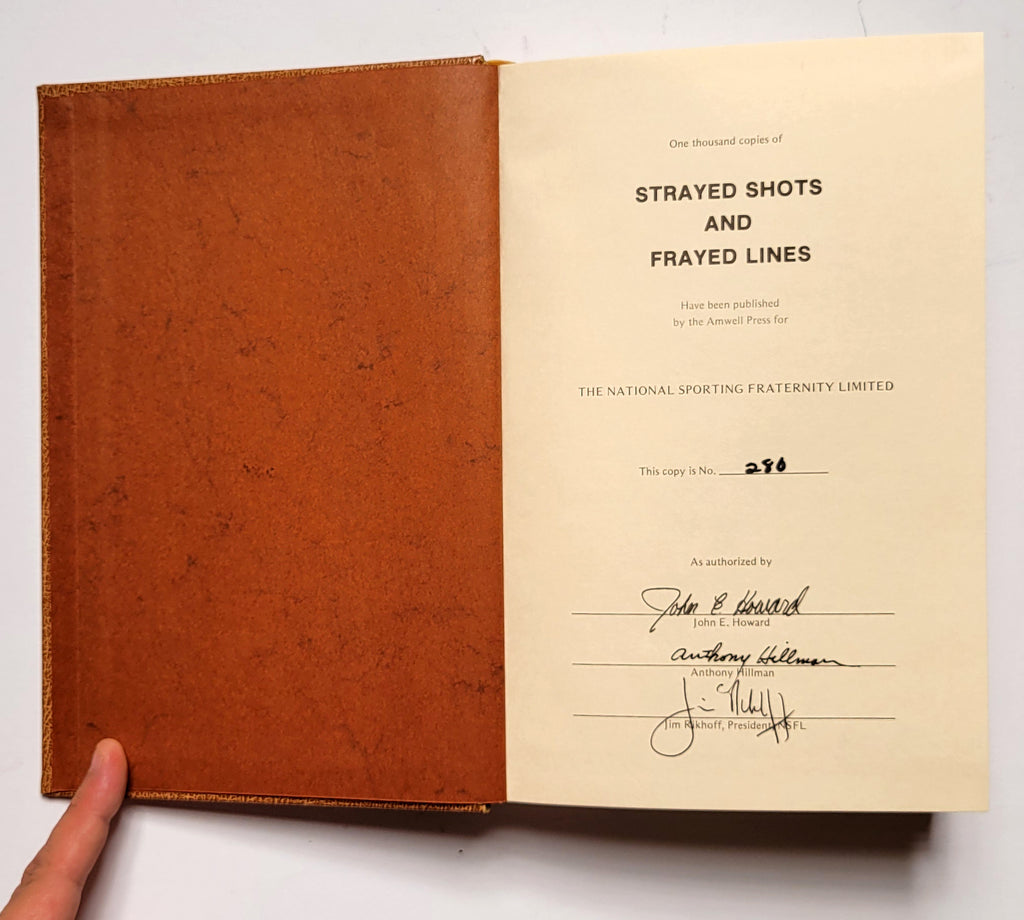 One thousand copies of
STRAYED SHOTS
AND
FRAYED LINES
Have been published
by the Amwell Press for
THE NATIONAL SPORTING FRATERNITY LIMITED
This copy is No. 280
As authorized by
John E. Howard
John E. Howard
Anthony Hillman
Anthony Hillman
Jim Rikhoff
Jim Rikhoff, President, NSFL